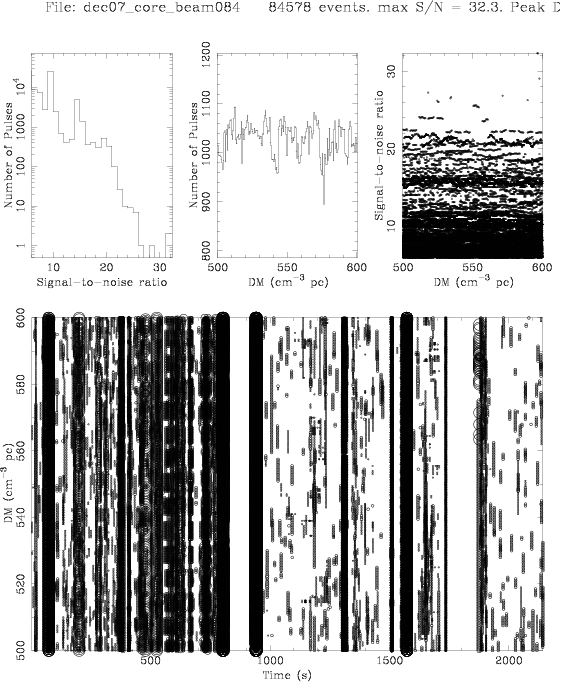 File: dec07_core_beam084 84578 events. max S/N = 32.3. Peak D
Number of Pulses
10⁴
1000
100
10
1
10 20 30
Signal-to-noise ratio
Number of Pulses
1200
1100
1000
900
800
500 550 600
DM (cm⁻³ pc)
Signal-to-noise ratio
30
20
10
500 550 600
DM (cm⁻³ pc)
DM (cm⁻³ pc)
600
580
560
540
520
500
500 1000 1500 2000
Time (s)